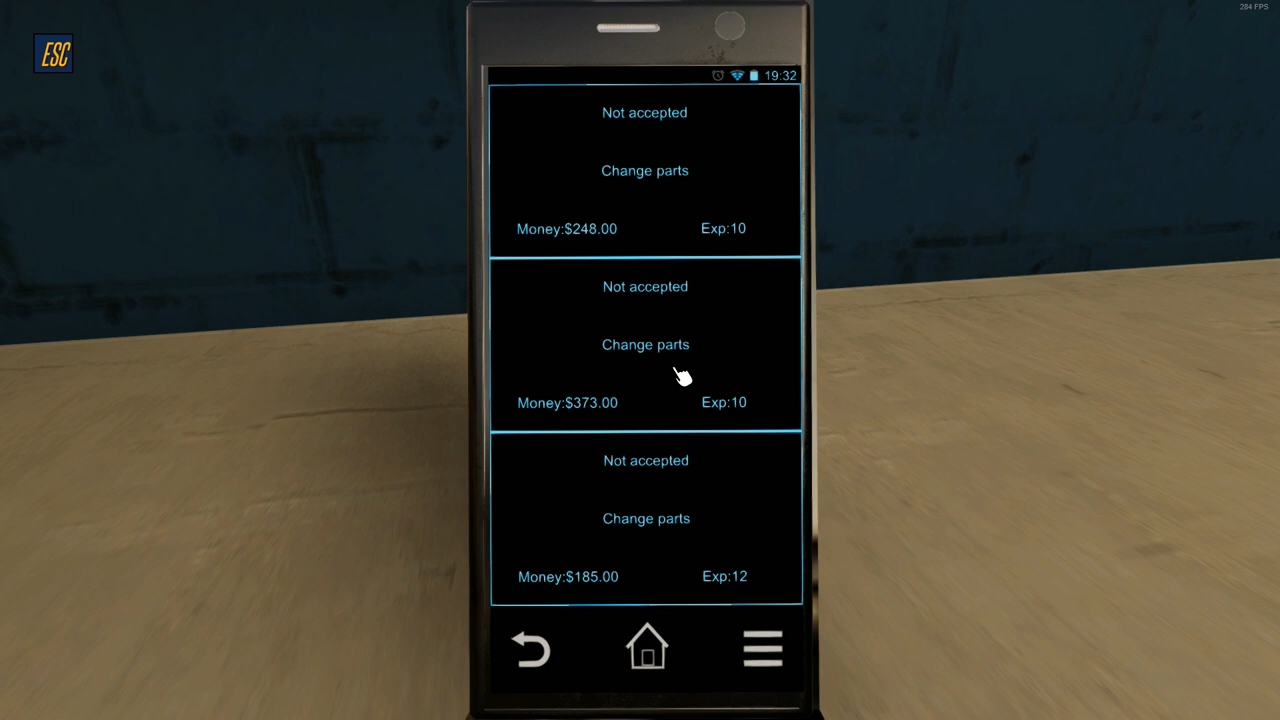 284 FPS
ESC
19:32
Not accepted
Change parts
Money:$248.00 Exp:10
Not accepted
Change parts
Money:$373.00 Exp:10
Not accepted
Change parts
Money:$185.00 Exp:12